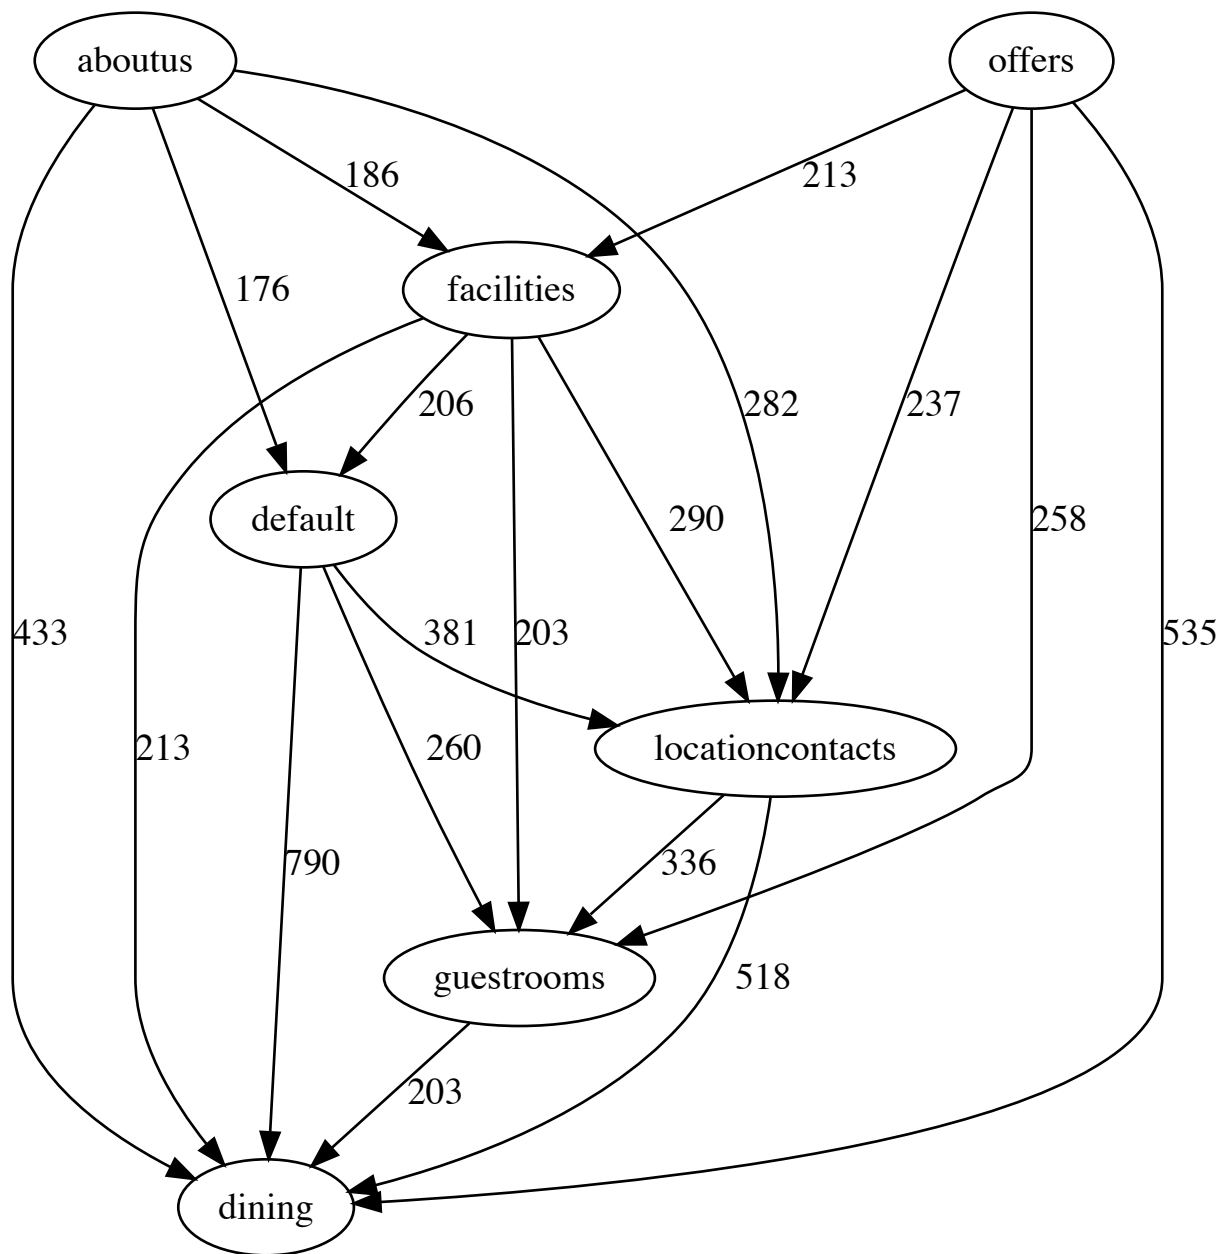 aboutus
offers
186
213
176
facilities
206
282
237
default
290
258
433
381
203
535
213
260
locationcontacts
790
336
guestrooms
518
203
dining